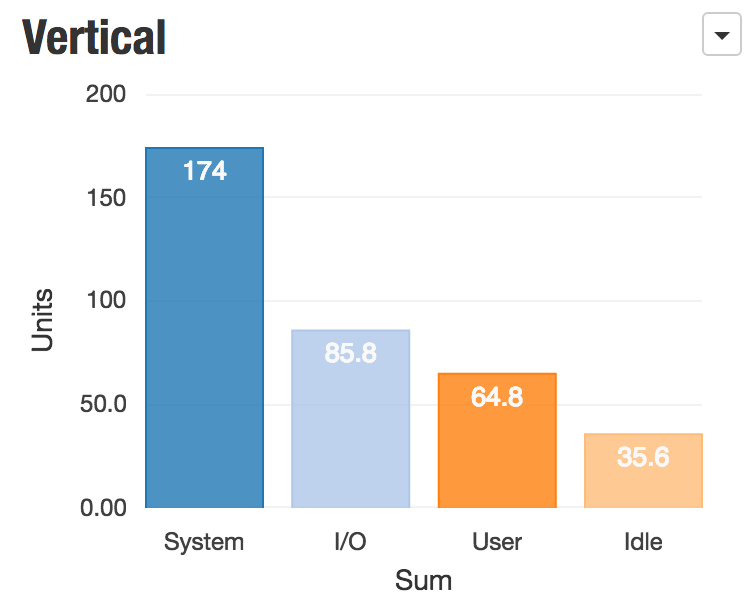 Vertical
200
150
100
50.0
0.00
Units
174
85.8
64.8
35.6
System I/O User Idle
Sum